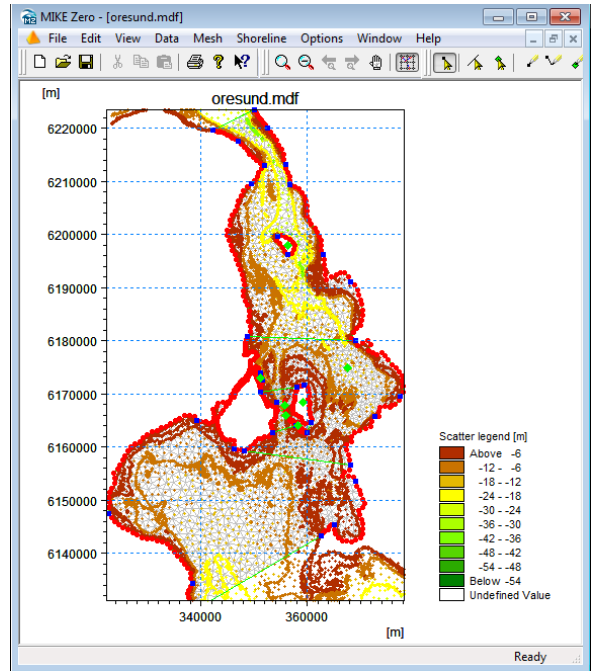 MIKE Zero - [oresund.mdf]
File Edit View Data Mesh Shoreline Options Window Help
[m]
oresund.mdf
6220000
6210000
6200000
6190000
6180000
6170000
6160000
6150000
6140000
340000 360000
[m]
Scatter legend [m]
Above -6
-12 - -6
-18 - -12
-24 - -18
-30 - -24
-36 - -30
-42 - -36
-48 - -42
-54 - -48
Below -54
Undefined Value
Ready